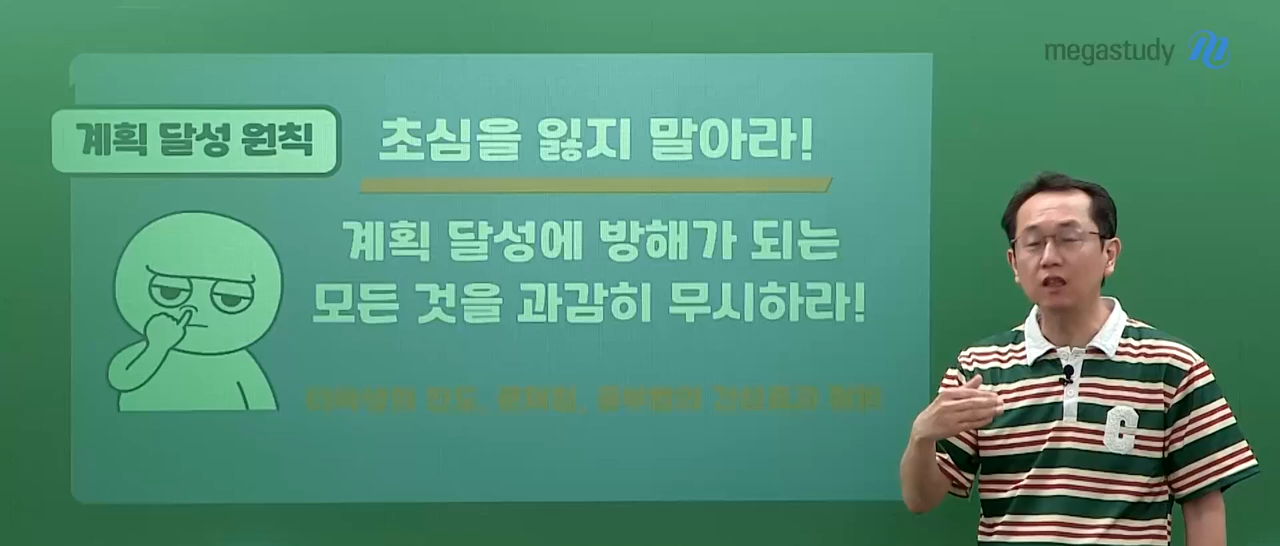 megastudy
계획 달성 원칙
초심을 잃지 말아라!
계획 달성에 방해가 되는
모든 것을 과감히 무시하라!
C